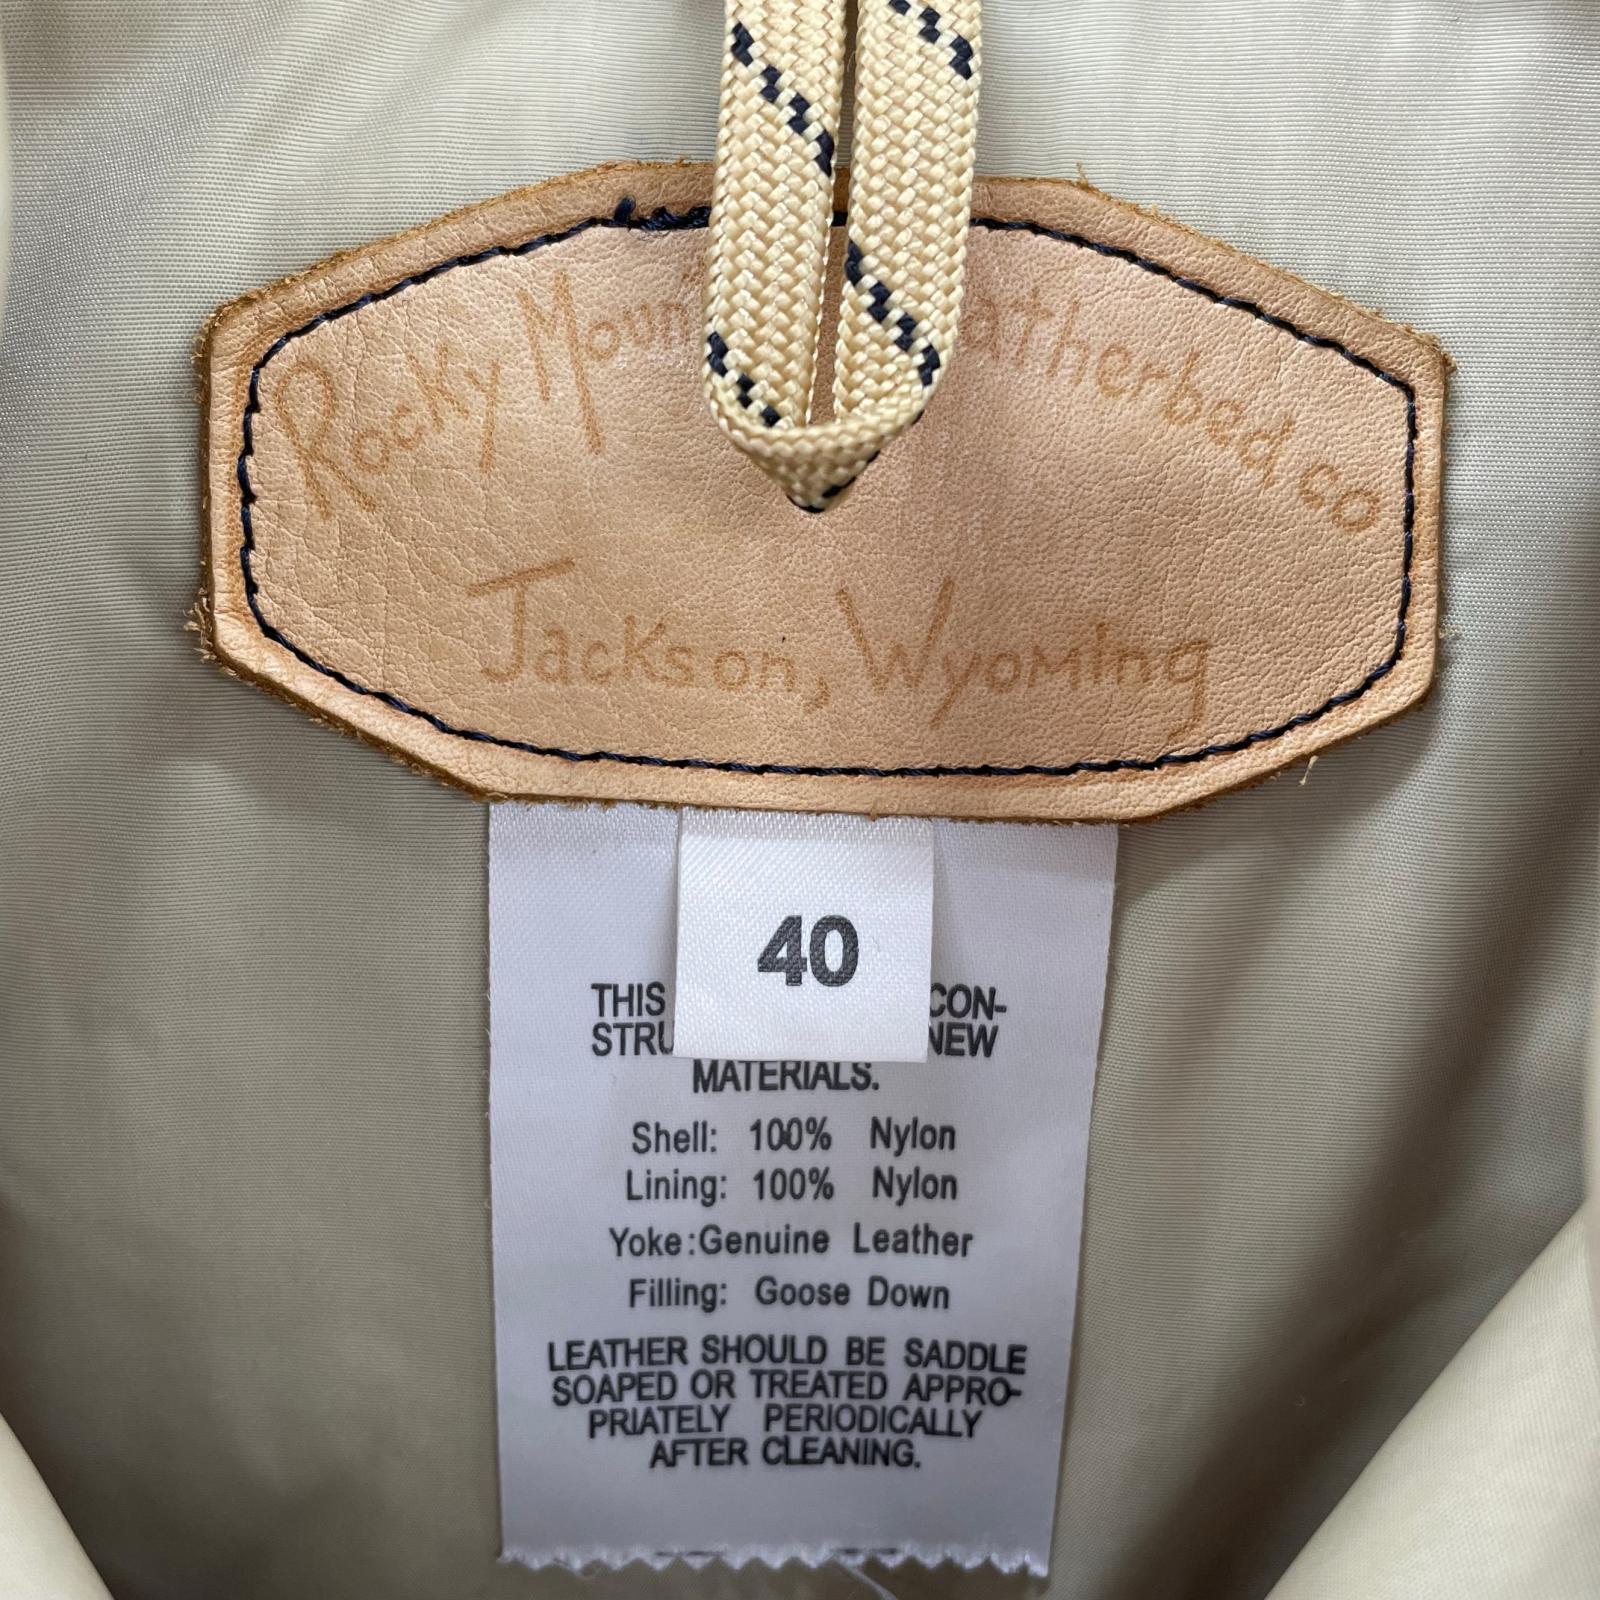 Rocky Moun atherbed co
Jackson, Wyoming
40
THIS CON-
STRU NEW
MATERIALS.
Shell: 100% Nylon
Lining: 100% Nylon
Yoke:Genuine Leather
Filling: Goose Down
LEATHER SHOULD BE SADDLE
SOAPED OR TREATED APPRO-
PRIATELY PERIODICALLY
AFTER CLEANING.